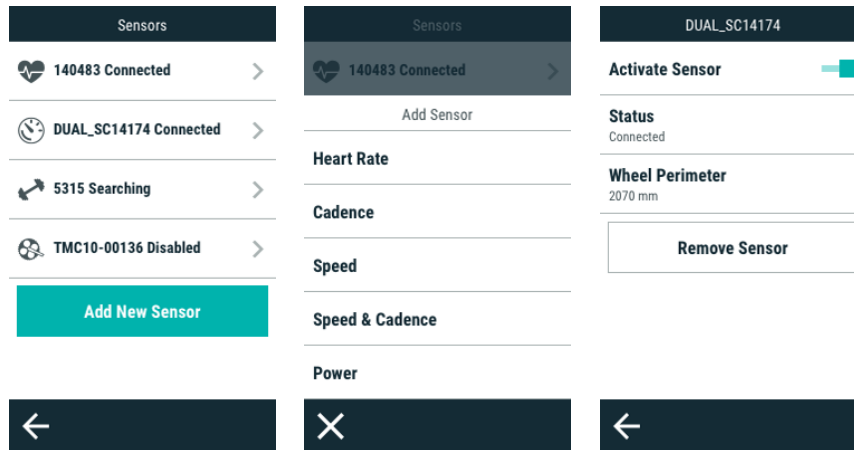 Sensors
140483 Connected
DUAL_SC14174 Connected
5315 Searching
TMC10-00136 Disabled
Add New Sensor
Sensors
140483 Connected
Add Sensor
Heart Rate
Cadence
Speed
Speed & Cadence
Power
DUAL_SC14174
Activate Sensor
Status
Connected
Wheel Perimeter
2070 mm
Remove Sensor